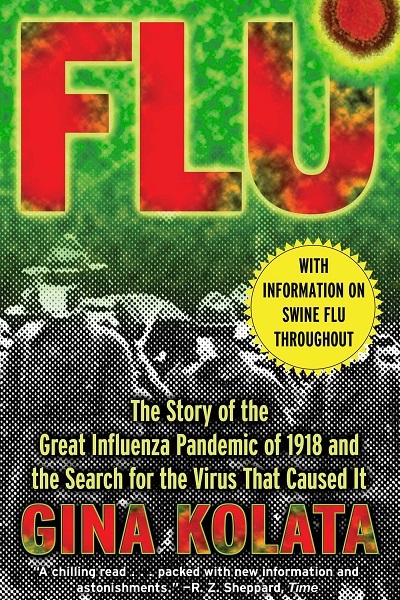 FLU
WITH
INFORMATION ON
SWINE FLU
THROUGHOUT
The Story of the
Great Influenza Pandemic of 1918 and
the Search for the Virus That Caused It
GINA KOLATA
"A chilling read . . . . packed with new information and
astonishments." –R. Z. Sheppard, Time